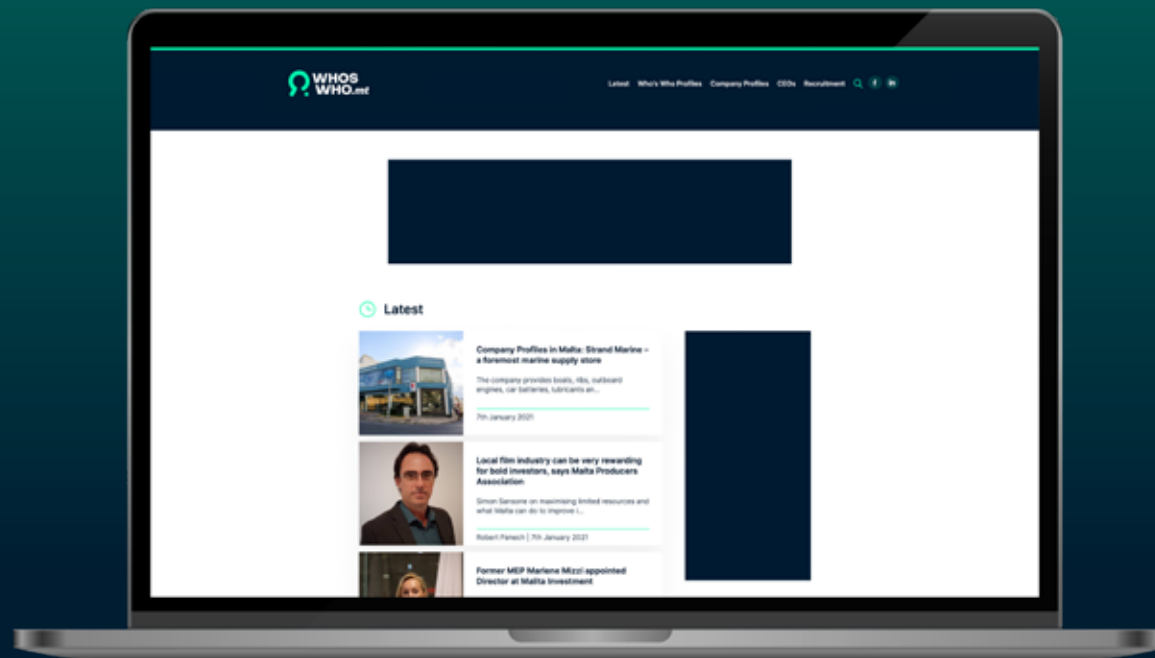 WHOS
WHO.mt
Latest Who's Who Profiles Company Profiles CEOs Recruitment
f in
Latest
Company Profiles in Malta: Strand Marine –
a foremost marine supply store
The company provides boats, ribs, outboard
engines, car batteries, lubricants an...
7th January 2021
Local film industry can be very rewarding
for bold investors, says Malta Producers
Association
Simon Sansone on maximising limited resources and
what Malta can do to improve i...
Robert Fenech | 7th January 2021
Former MEP Marlene Mizzi appointed
Director at Malita Investment